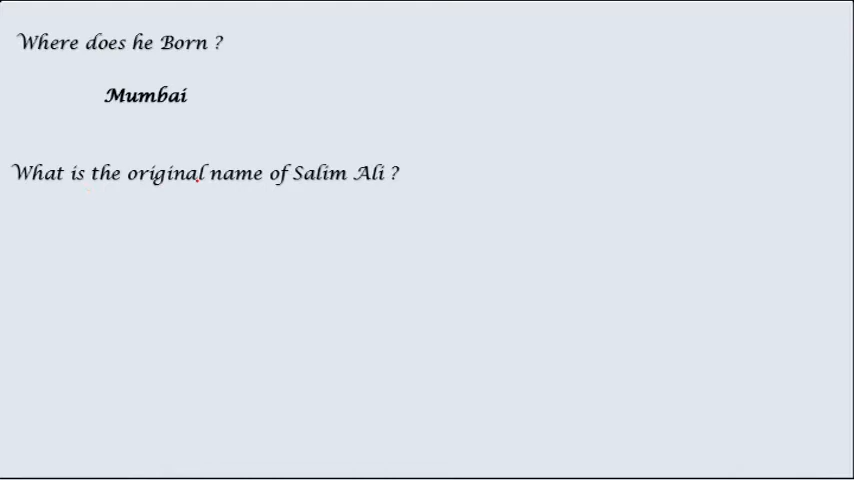 Where does he Born ?
Mumbai
What is the original name of Salim Ali ?